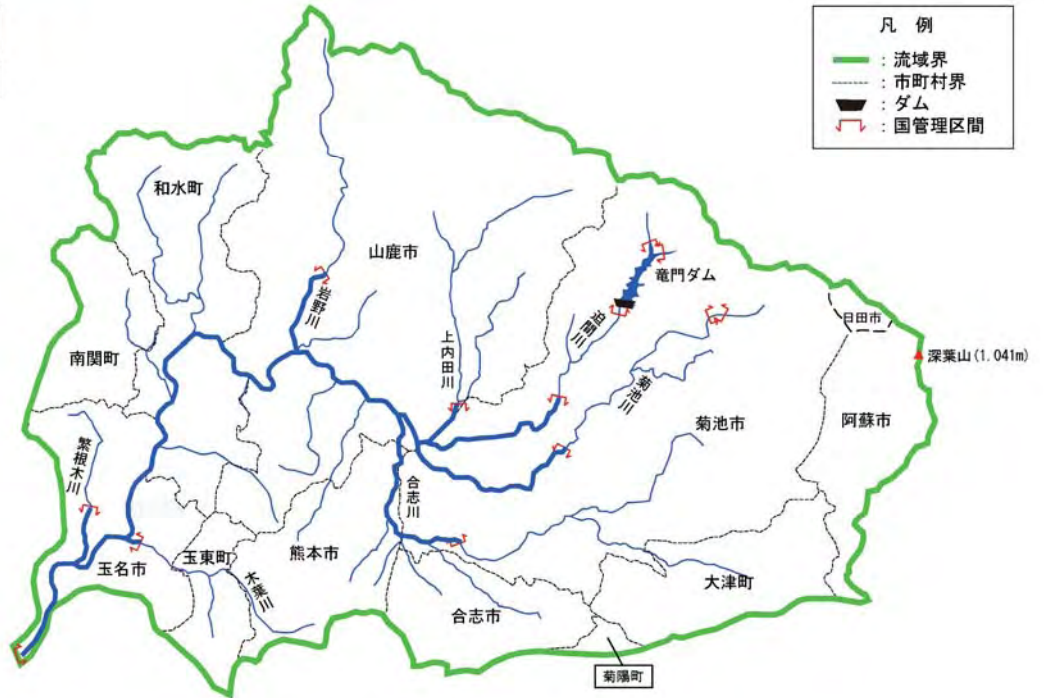 凡 例
：流域界
：市町村界
：ダム
：国管理区間
和水町
山鹿市
岩野川
竜門ダム
迫間川
日田市
深葉山(1.041m)
南関町
上内田川
菊池川
菊池市
阿蘇市
繁根木川
合志川
玉名市
玉東町
木葉川
熊本市
大津町
合志市
菊陽町